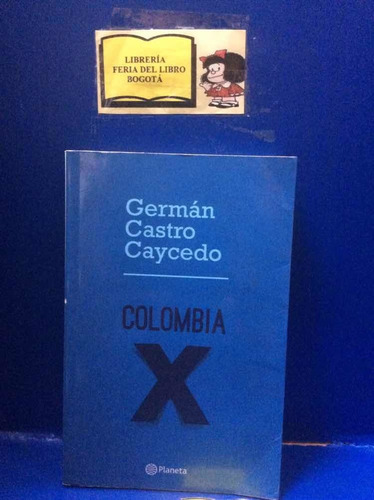 LIBRERÍA
FERIA DEL LIBRO
BOGOTÁ
Germán
Castro
Caycedo
COLOMBIA
X
Planeta